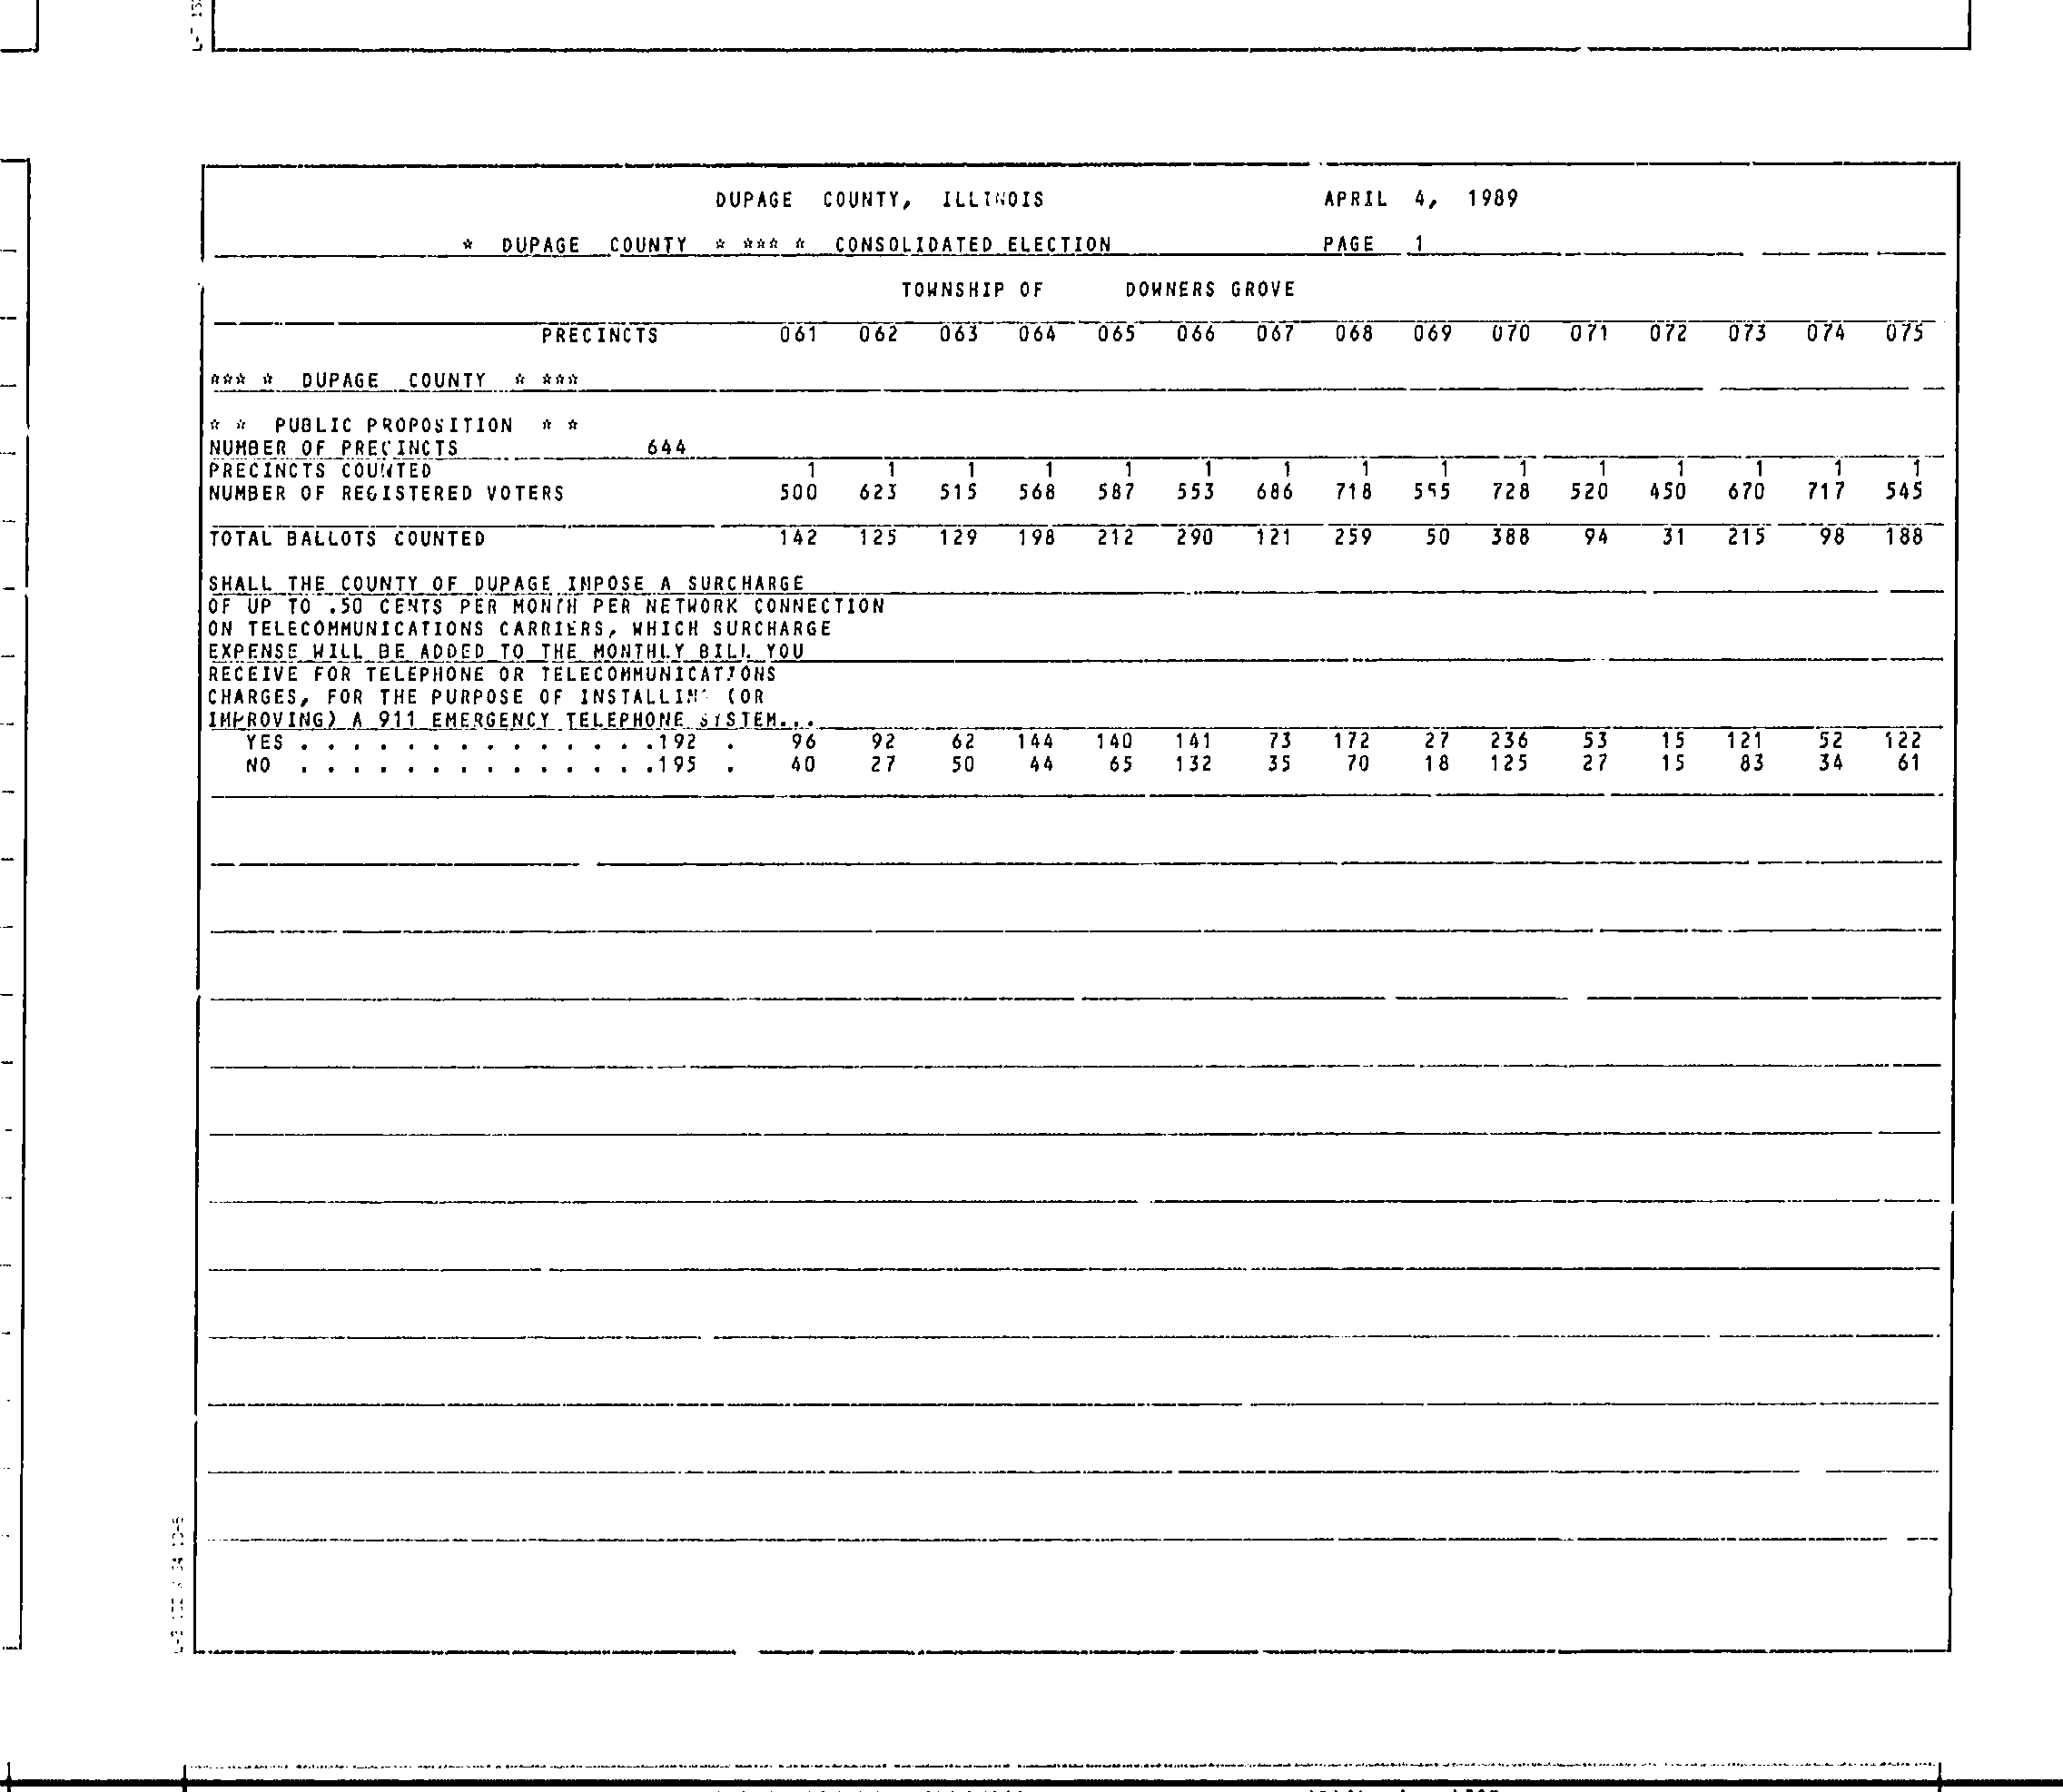 DUPAGE COUNTY, ILLINOIS APRIL 4, 1989
* DUPAGE COUNTY * *** * CONSOLIDATED ELECTION PAGE 1
TOWNSHIP OF DOWNERS GROVE
PRECINCTS 061 062 063 064 065 066 067 068 069 070 071 072 073 074 075
*** * DUPAGE COUNTY * ***
* * PUBLIC PROPOSITION * *
NUMBER OF PRECINCTS 644
PRECINCTS COUNTED 1 1 1 1 1 1 1 1 1 1 1 1 1 1 1
NUMBER OF REGISTERED VOTERS 500 623 515 568 587 553 686 718 555 728 520 450 670 717 545
TOTAL BALLOTS COUNTED 142 125 129 198 212 290 121 259 50 388 94 31 215 98 188
SHALL THE COUNTY OF DUPAGE IMPOSE A SURCHARGE
OF UP TO .50 CENTS PER MONTH PER NETWORK CONNECTION
ON TELECOMMUNICATIONS CARRIERS, WHICH SURCHARGE
EXPENSE WILL BE ADDED TO THE MONTHLY BILL YOU
RECEIVE FOR TELEPHONE OR TELECOMMUNICATIONS
CHARGES, FOR THE PURPOSE OF INSTALLING (OR
IMPROVING) A 911 EMERGENCY TELEPHONE SYSTEM...
YES . . . . . . . . . . . . . .192 . 96 92 62 144 140 141 73 172 27 236 53 15 121 52 122
NO . . . . . . . . . . . . . .195 . 40 27 50 44 65 132 35 70 18 125 27 15 83 34 61